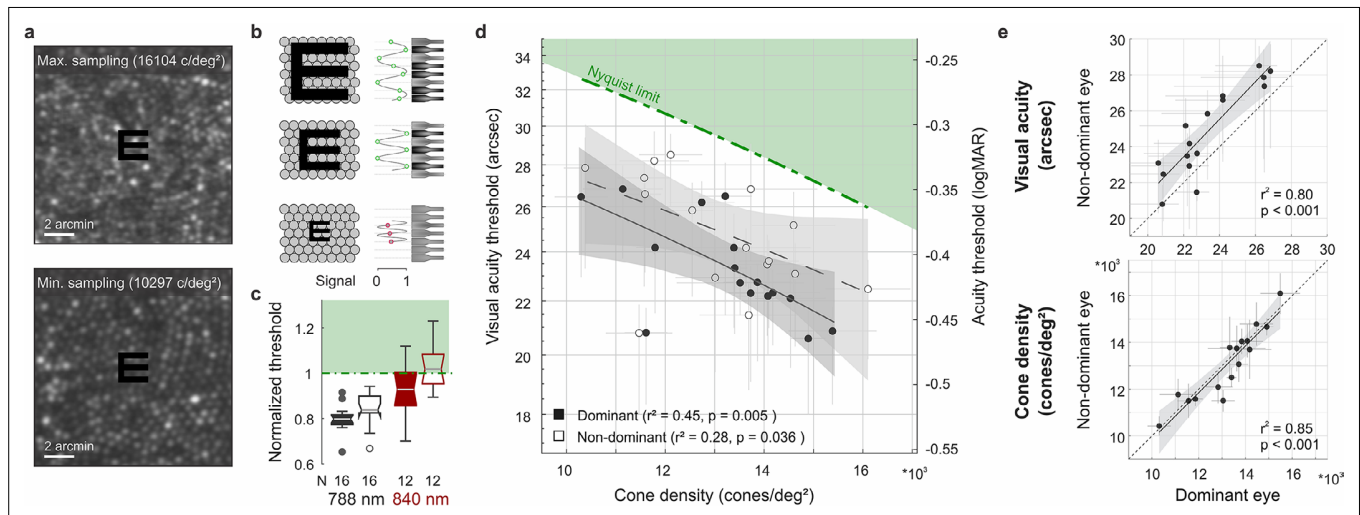 a
Max. sampling (16104 c/deg²)
E
2 arcmin
Min. sampling (10297 c/deg²)
E
2 arcmin
b
E
E
E
Signal
0
1
c
Normalized threshold
1.2
1
0.8
0.6
N
16
16
12
12
788 nm
840 nm
d
Visual acuity threshold (arcsec)
34
32
30
28
26
24
22
20
18
Nyquist limit
Dominant (r² = 0.45, p = 0.005 )
Non-dominant (r² = 0.28, p = 0.036 )
10
12
14
16
*10³
Cone density (cones/deg²)
-0.25
-0.3
-0.35
-0.4
-0.45
-0.5
-0.55
Acuity threshold (logMAR)
e
Visual acuity
(arcsec)
Non-dominant eye
30
28
26
24
22
20
r² = 0.80
p < 0.001
20
22
24
26
28
30
Cone density
(cones/deg²)
Non-dominant eye
*10³
16
14
12
10
r² = 0.85
p < 0.001
10
12
14
16
*10³
Dominant eye